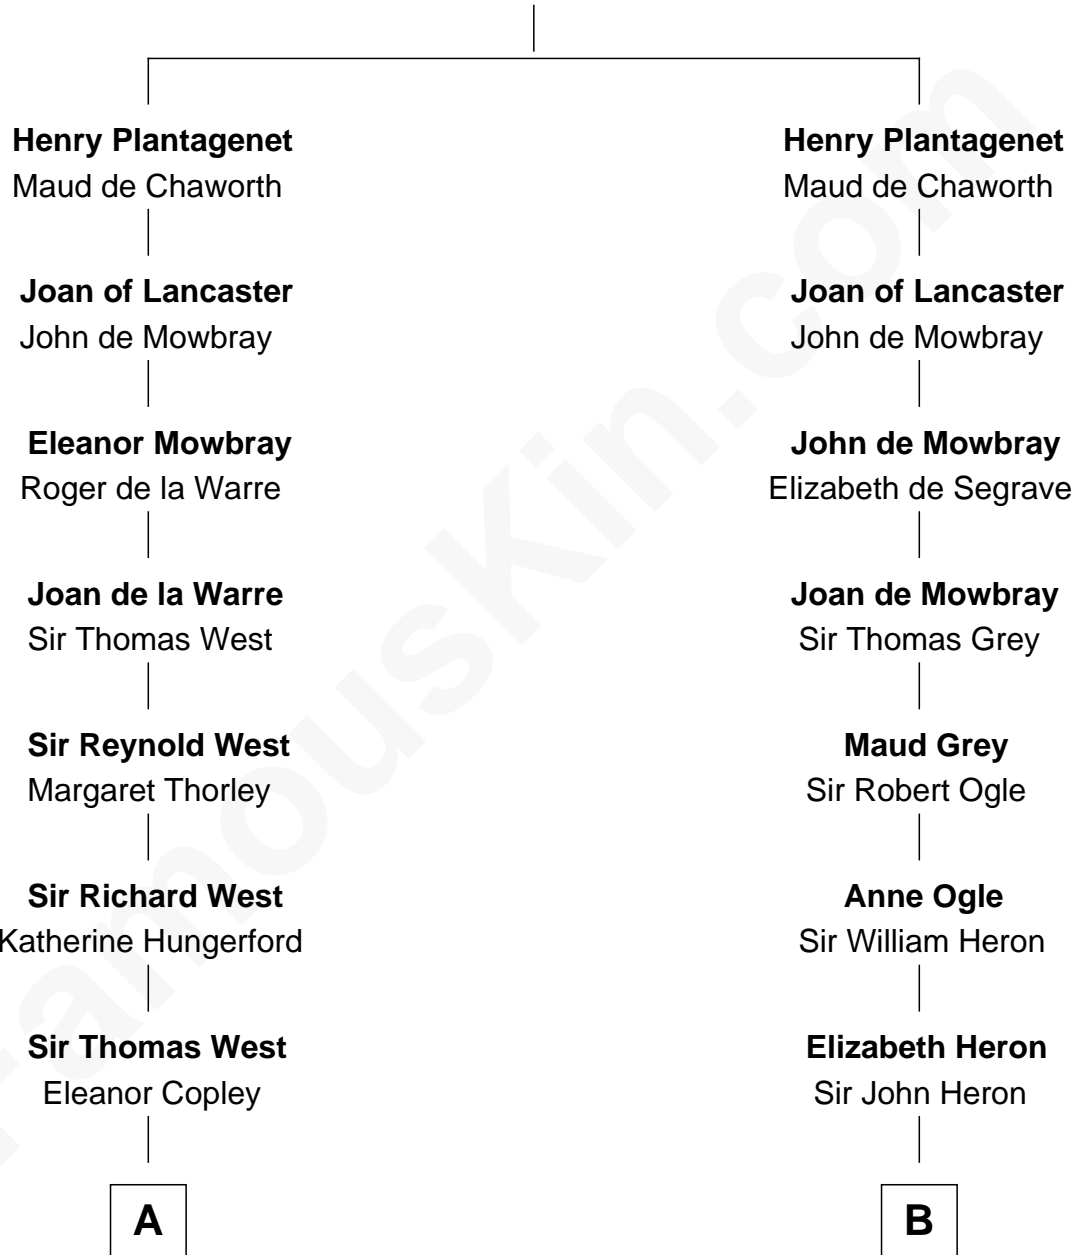 Henry Plantagenet
Maud de Chaworth
Joan of Lancaster
John de Mowbray
Eleanor Mowbray
Roger de la Warre
Joan de la Warre
Sir Thomas West
Sir Reynold West
Margaret Thorley
Sir Richard West
Katherine Hungerford
Sir Thomas West
Eleanor Copley
A
Henry Plantagenet
Maud de Chaworth
Joan of Lancaster
John de Mowbray
John de Mowbray
Elizabeth de Segrave
Joan de Mowbray
Sir Thomas Grey
Maud Grey
Sir Robert Ogle
Anne Ogle
Sir William Heron
Elizabeth Heron
Sir John Heron
B
FamousKin.com